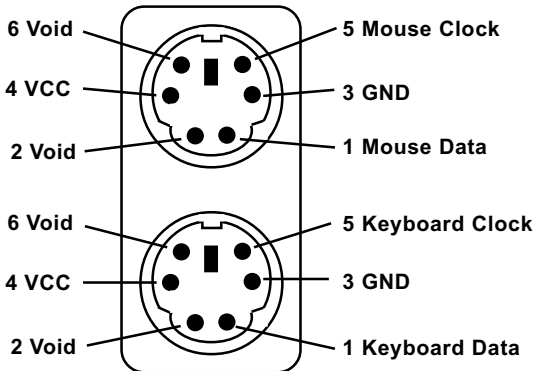 6 Void 5 Mouse Clock
4 VCC 3 GND
2 Void 1 Mouse Data
6 Void 5 Keyboard Clock
4 VCC 3 GND
2 Void 1 Keyboard Data